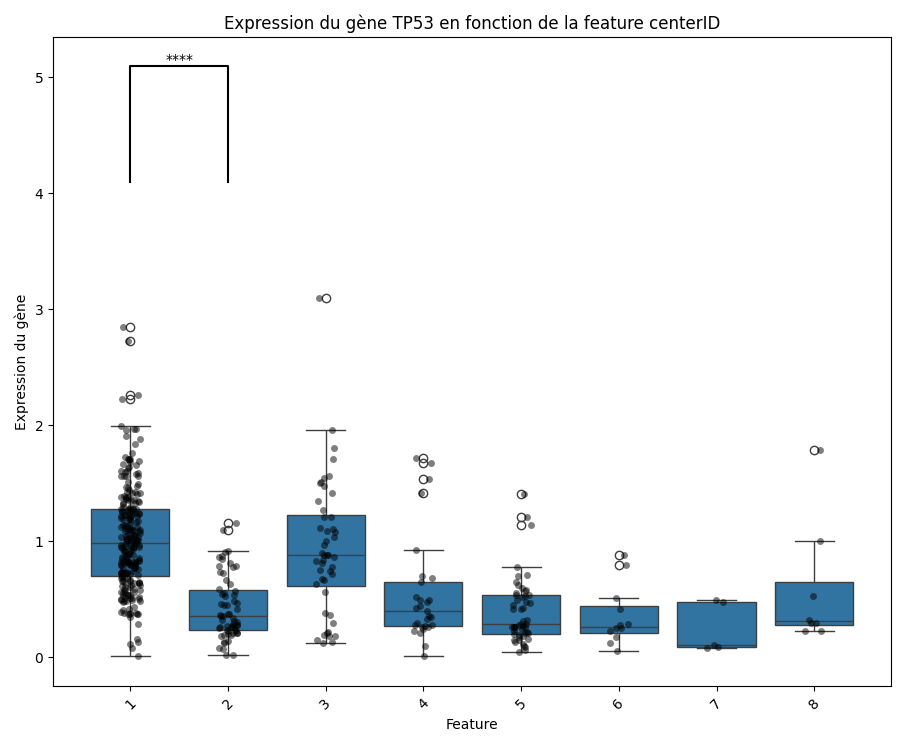 Expression du gène TP53 en fonction de la feature centerID
****
5
4
3
2
1
0
Expression du gène
1 2 3 4 5 6 7 8
Feature